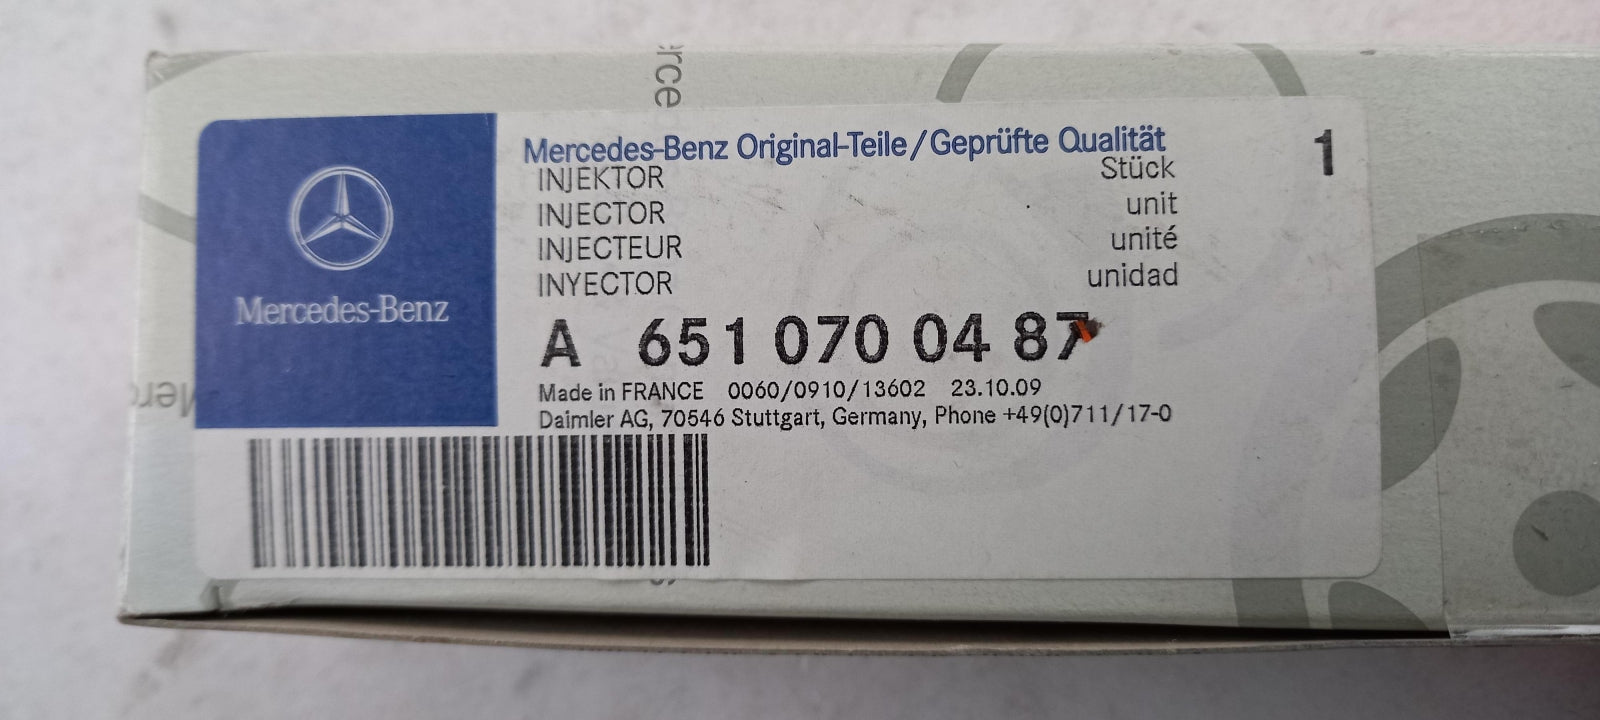 Mercedes-Benz
Mercedes-Benz Original-Teile/Geprüfte Qualität 1
INJEKTOR Stück
INJECTOR unit
INJECTEUR unité
INYECTOR unidad
A 651 070 04 87
Made in FRANCE 0060/0910/13602 23.10.09
Daimler AG, 70546 Stuttgart, Germany, Phone +49(0)711/17-0